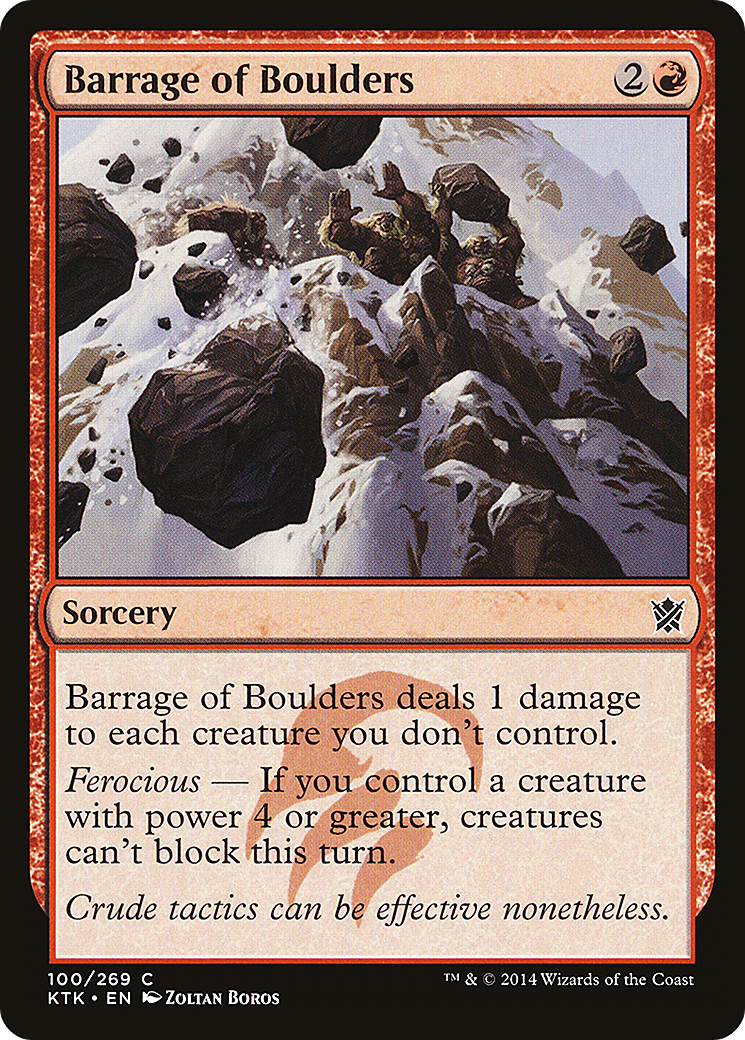 Barrage of Boulders 2
Sorcery
Barrage of Boulders deals 1 damage
to each creature you don't control.
Ferocious — If you control a creature
with power 4 or greater, creatures
can't block this turn.
Crude tactics can be effective nonetheless.
100/269 C
KTK • EN Zoltan Boros
™ & © 2014 Wizards of the Coast